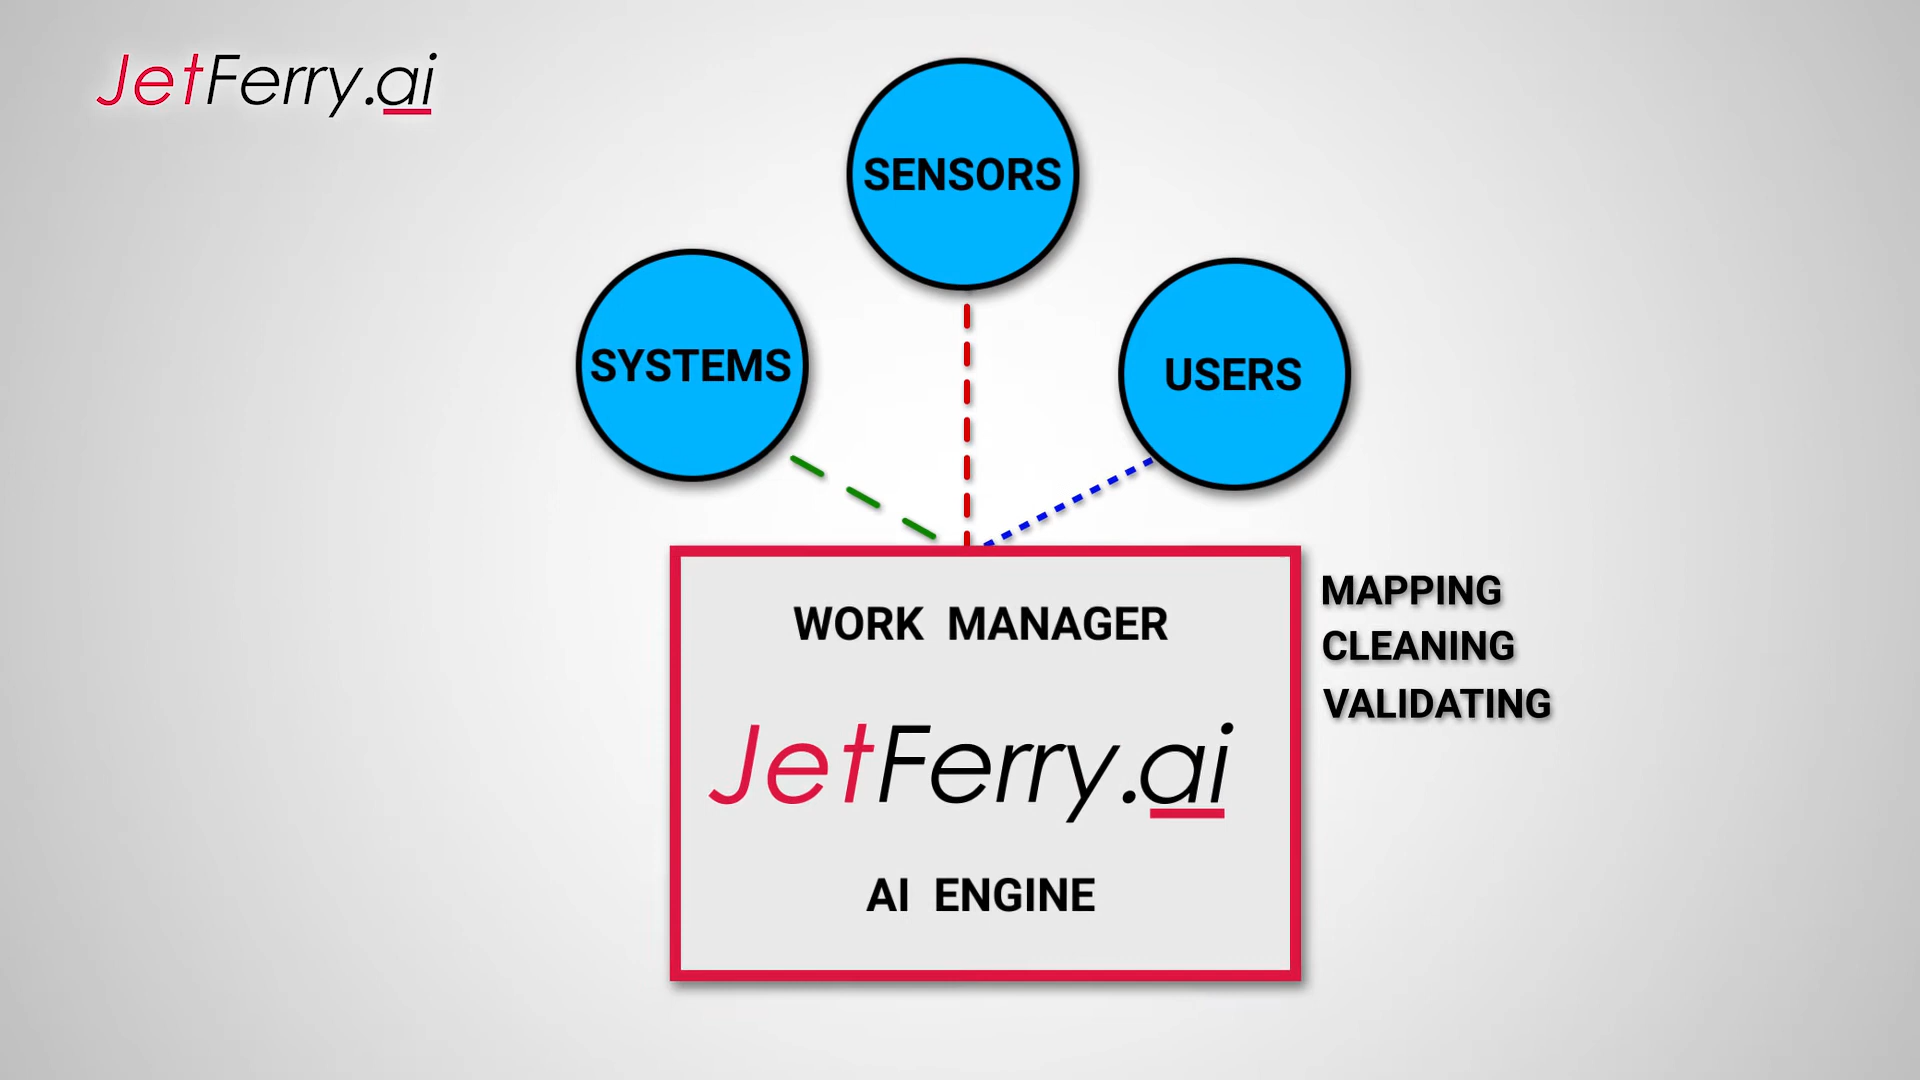 JetFerry.ai
SENSORS
SYSTEMS
USERS
WORK MANAGER
JetFerry.ai
AI ENGINE
MAPPING
CLEANING
VALIDATING